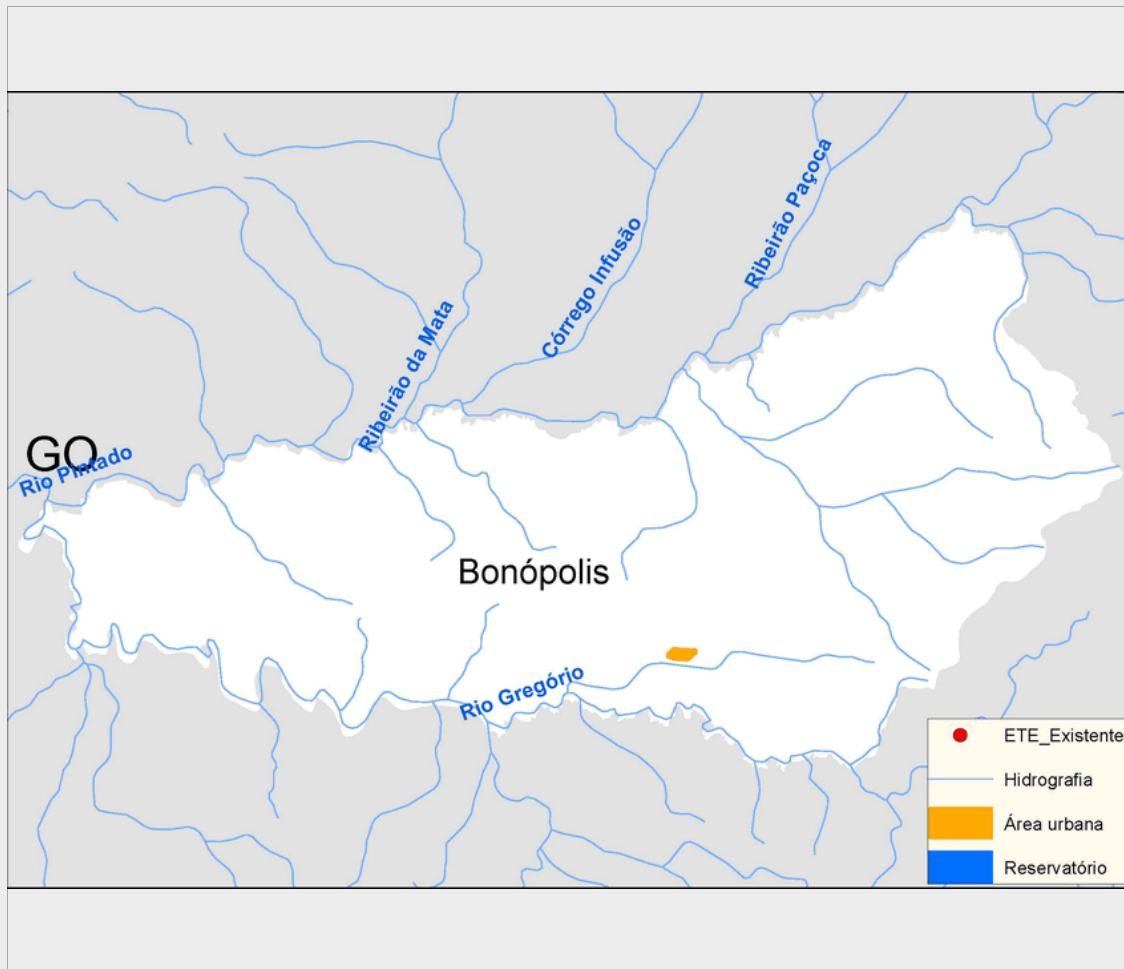 Ribeirão Paçoca
Córrego Infusão
Ribeirão da Mata
GO
Rio Pintado
Bonópolis
Rio Gregório
ETE_Existente
Hidrografia
Área urbana
Reservatório